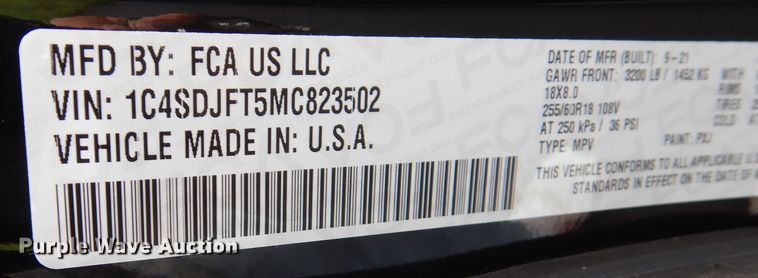 MFD BY: FCA US LLC
VIN: 1C4SDJFT5MC823502
VEHICLE MADE IN: U.S.A.
DATE OF MFR (BUILT): 9-21
GAWR FRONT: 3200 LB / 1452 KG
18X8.0
255/60R18 108V
AT 250 kPa / 36 PSI
TYPE: MPV PAINT: PXJ
THIS VEHICLE CONFORMS TO ALL APPLICABLE U
STANDARDS IN EFFECT ON THE DATE OF
WITH
RIMS
TIRES
COLD
Purple Wave Auction